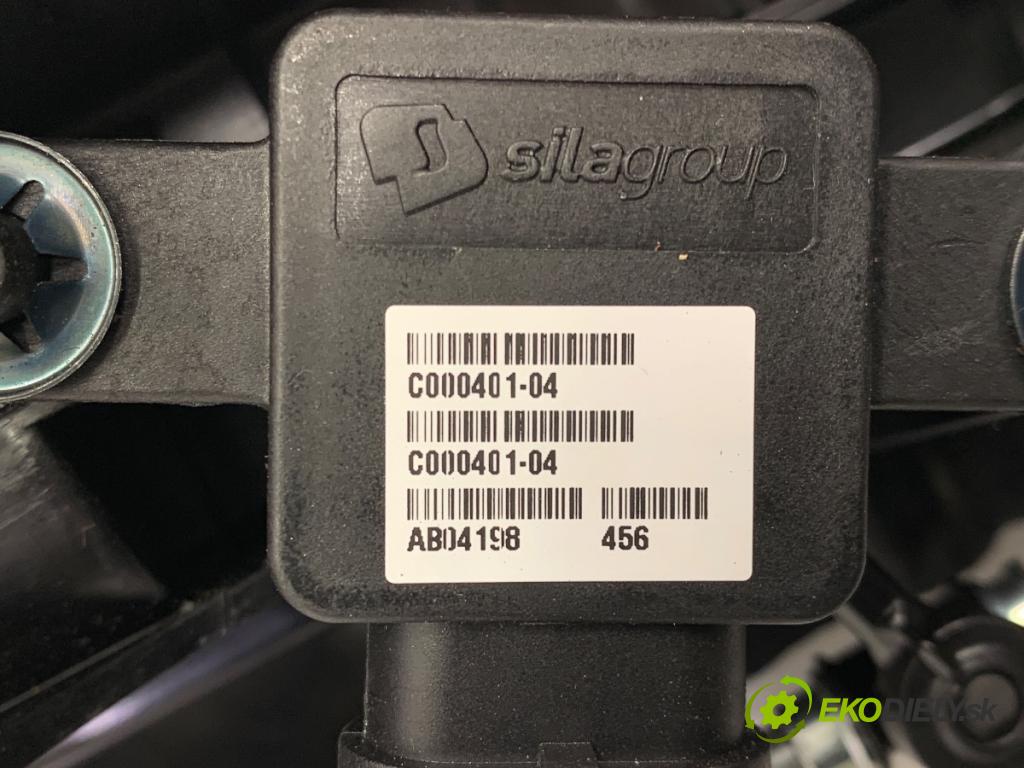 silagroup
C000401-04
C000401-04
AB04198 456
EKODIELY.sk